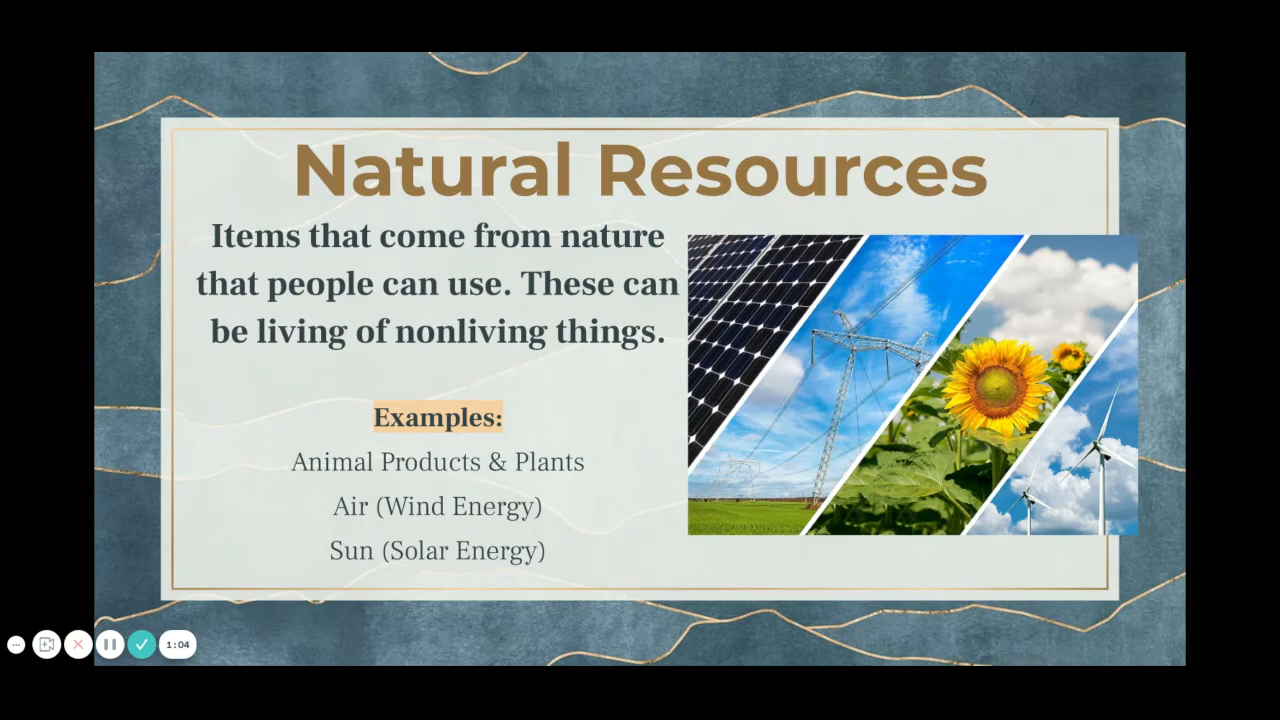 Natural Resources
Items that come from nature
that people can use. These can
be living of nonliving things.
Examples:
Animal Products & Plants
Air (Wind Energy)
Sun (Solar Energy)
1:04